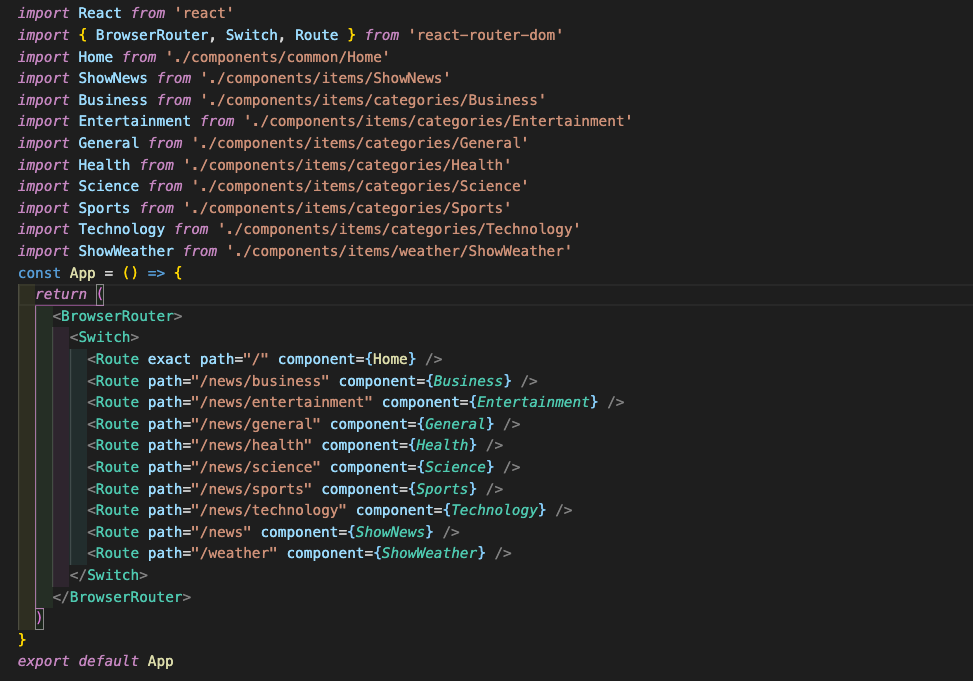 import React from 'react'
import { BrowserRouter, Switch, Route } from 'react-router-dom'
import Home from './components/common/Home'
import ShowNews from './components/items/ShowNews'
import Business from './components/items/categories/Business'
import Entertainment from './components/items/categories/Entertainment'
import General from './components/items/categories/General'
import Health from './components/items/categories/Health'
import Science from './components/items/categories/Science'
import Sports from './components/items/categories/Sports'
import Technology from './components/items/categories/Technology'
import ShowWeather from './components/items/weather/ShowWeather'
const App = () => {
  return (
    <BrowserRouter>
      <Switch>
        <Route exact path="/" component={Home} />
        <Route path="/news/business" component={Business} />
        <Route path="/news/entertainment" component={Entertainment} />
        <Route path="/news/general" component={General} />
        <Route path="/news/health" component={Health} />
        <Route path="/news/science" component={Science} />
        <Route path="/news/sports" component={Sports} />
        <Route path="/news/technology" component={Technology} />
        <Route path="/news" component={ShowNews} />
        <Route path="/weather" component={ShowWeather} />
      </Switch>
    </BrowserRouter>
  )
}
export default App